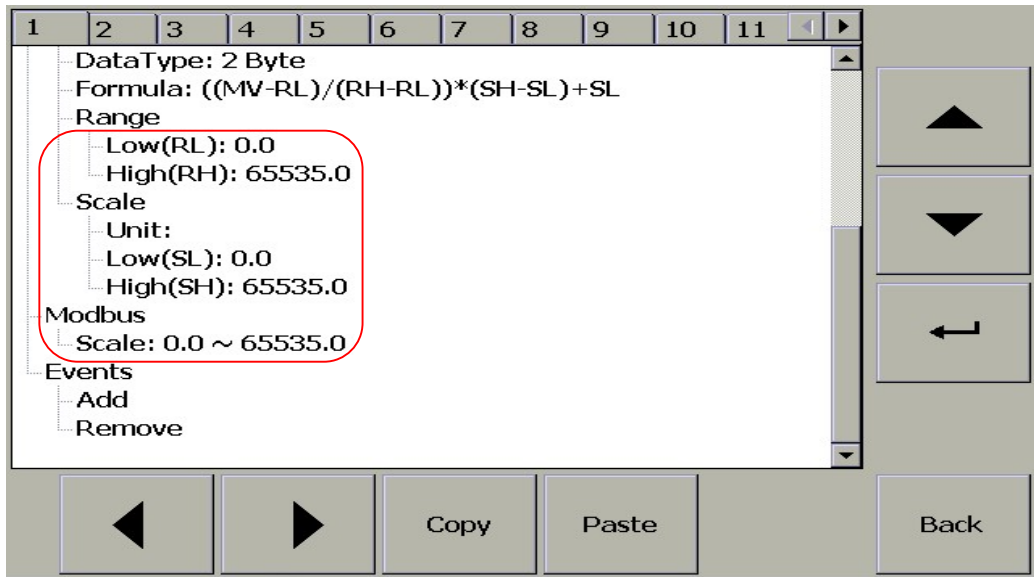 1 2 3 4 5 6 7 8 9 10 11
DataType: 2 Byte
Formula: ((MV-RL)/(RH-RL))*(SH-SL)+SL
Range
Low(RL): 0.0
High(RH): 65535.0
Scale
Unit:
Low(SL): 0.0
High(SH): 65535.0
Modbus
Scale: 0.0 ~ 65535.0
Events
Add
Remove
Copy Paste Back